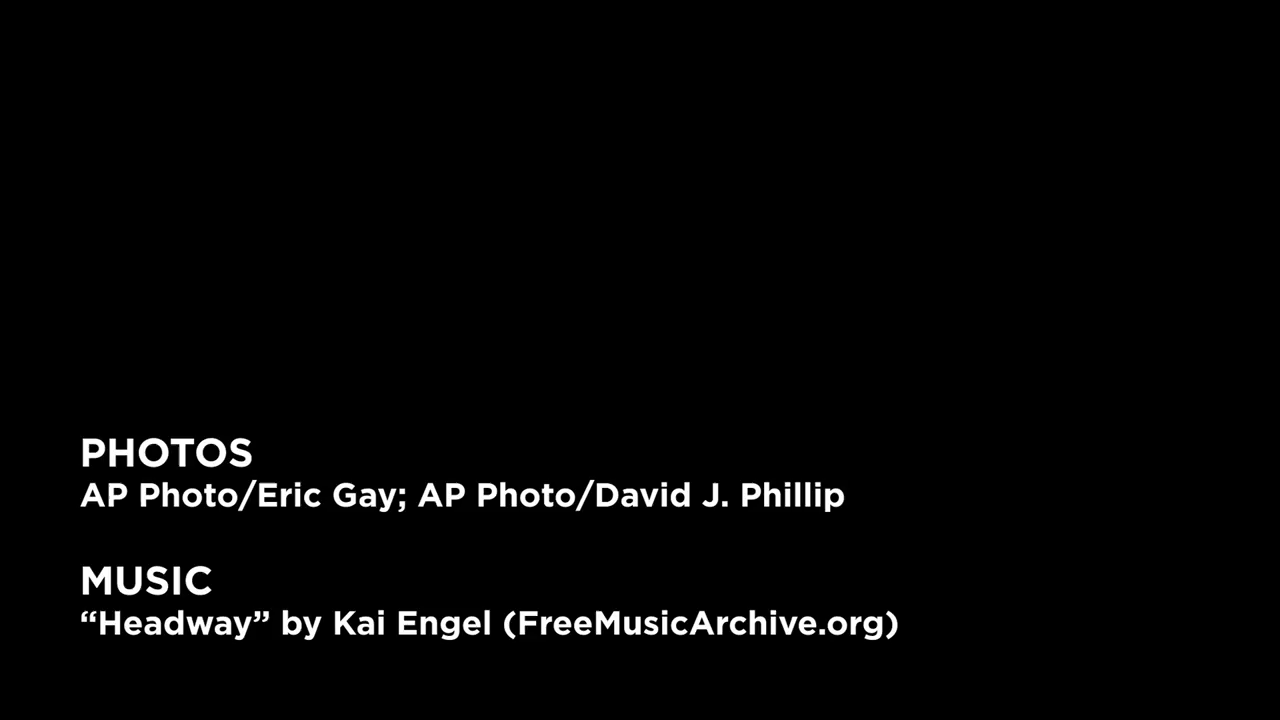 PHOTOS
AP Photo/Eric Gay; AP Photo/David J. Phillip
MUSIC
“Headway” by Kai Engel (FreeMusicArchive.org)